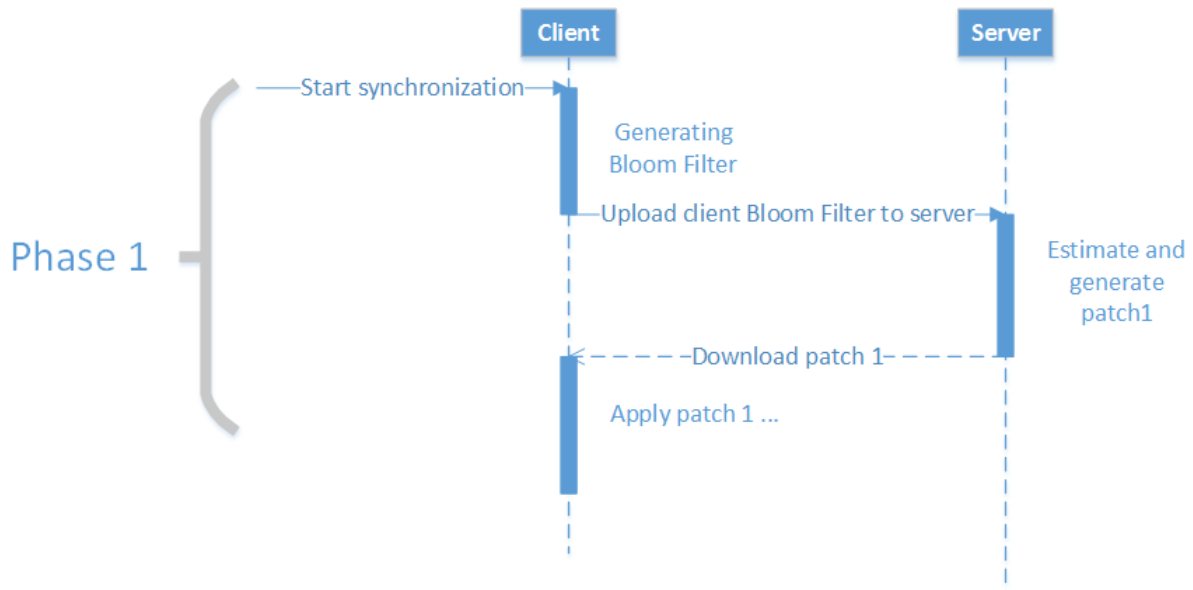 Client
Server
Start synchronization
Generating
Bloom Filter
Upload client Bloom Filter to server
Phase 1
Estimate and
generate
patch1
Download patch 1
Apply patch 1 ...